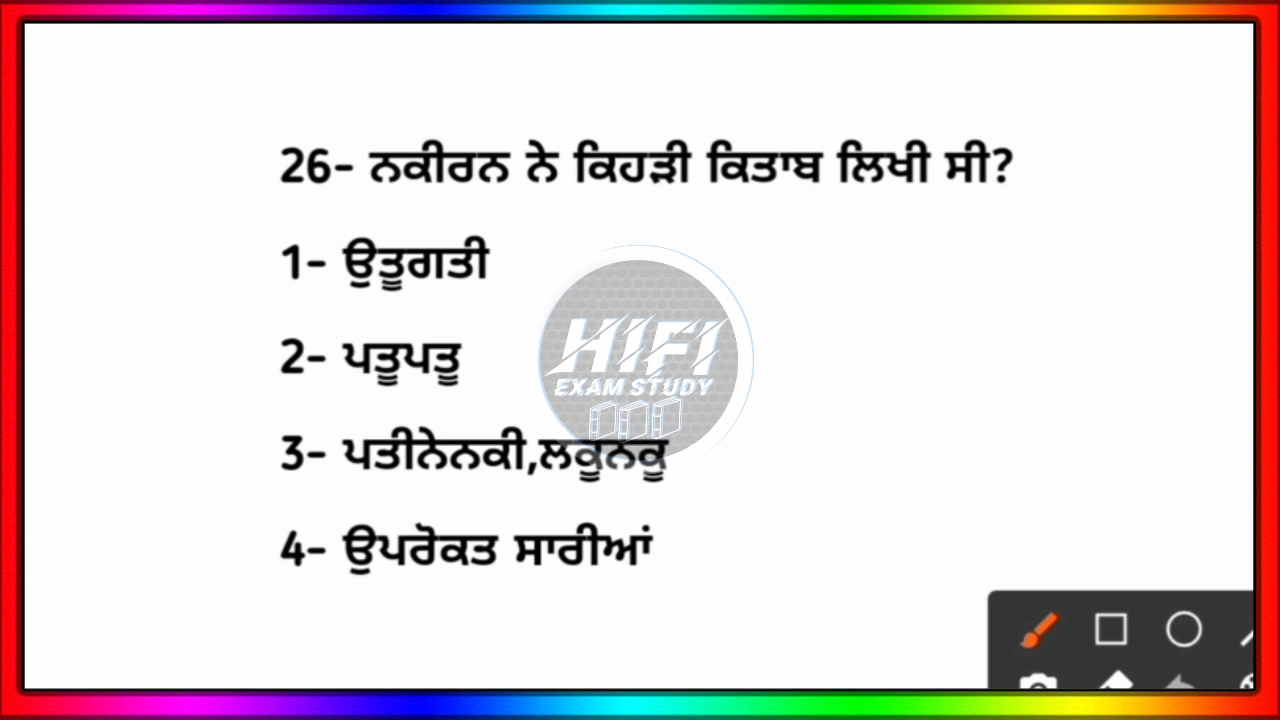 26- ਨਕੀਰਨ ਨੇ ਕਿਹੜੀ ਕਿਤਾਬ ਲਿਖੀ ਸੀ?
1- ਉਤੂਗਤੀ
HIFI
EXAM STUDY
2- ਪਤੂਪਤੂ
3- ਪਤੀਨੇਨਕੀ,ਲਕੂਨਕੂ
4- ਉਪਰੋਕਤ ਸਾਰੀਆਂ